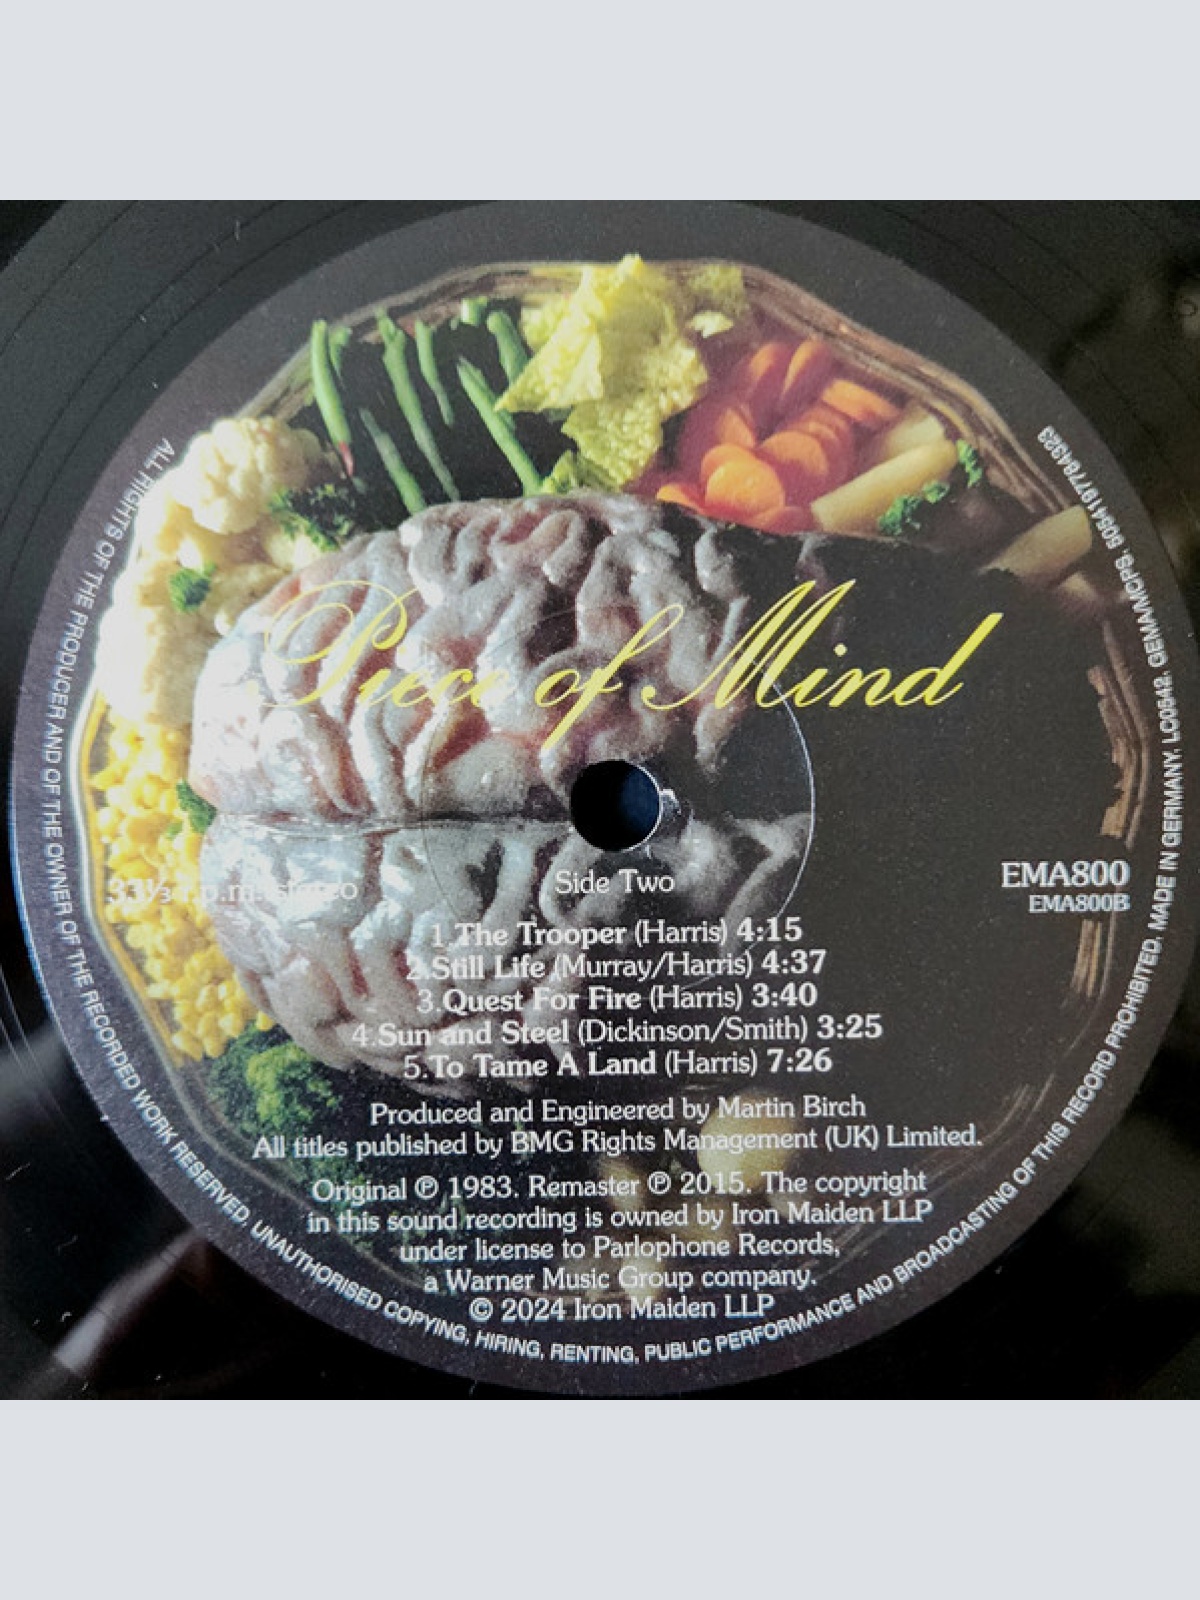 Piece of Mind
33⅓ r.p.m. stereo
Side Two
EMA800
EMA800B
1.The Trooper (Harris) 4:15
2.Still Life (Murray/Harris) 4:37
3.Quest For Fire (Harris) 3:40
4.Sun and Steel (Dickinson/Smith) 3:25
5.To Tame A Land (Harris) 7:26
Produced and Engineered by Martin Birch
All titles published by BMG Rights Management (UK) Limited.
Original ℗ 1983. Remaster ℗ 2015. The copyright
in this sound recording is owned by Iron Maiden LLP
under license to Parlophone Records,
a Warner Music Group company.
© 2024 Iron Maiden LLP
ALL RIGHTS OF THE PRODUCER AND OF THE OWNER OF THE RECORDED WORK RESERVED. UNAUTHORISED COPYING, HIRING, RENTING, PUBLIC PERFORMANCE AND BROADCASTING OF THIS RECORD PROHIBITED. MADE IN GERMANY. LC0542. GEMA/MCPS. 5054197784323